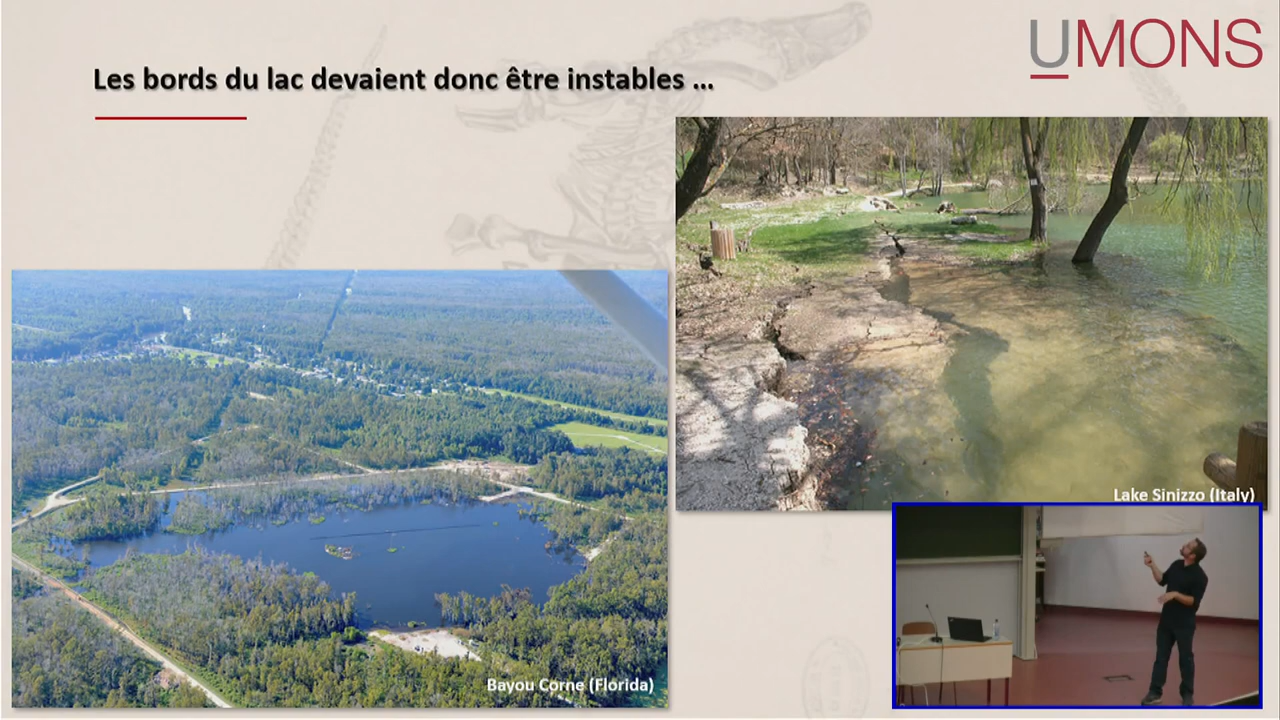 UMONS
Les bords du lac devaient donc être instables ...
Lake Sinizzo (Italy)
Bayou Corne (Florida)